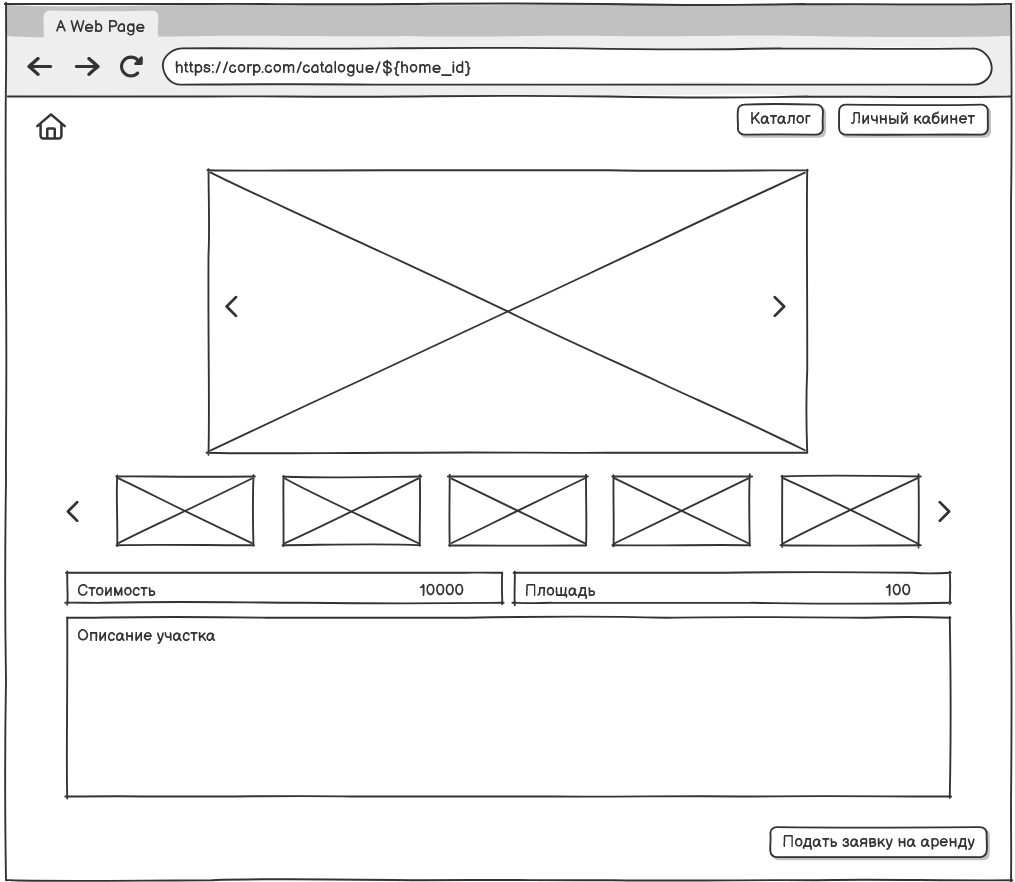 A Web Page
https://corp.com/catalogue/${home_id}
Каталог
Личный кабинет
Стоимость 10000
Площадь 100
Описание участка
Подать заявку на аренду